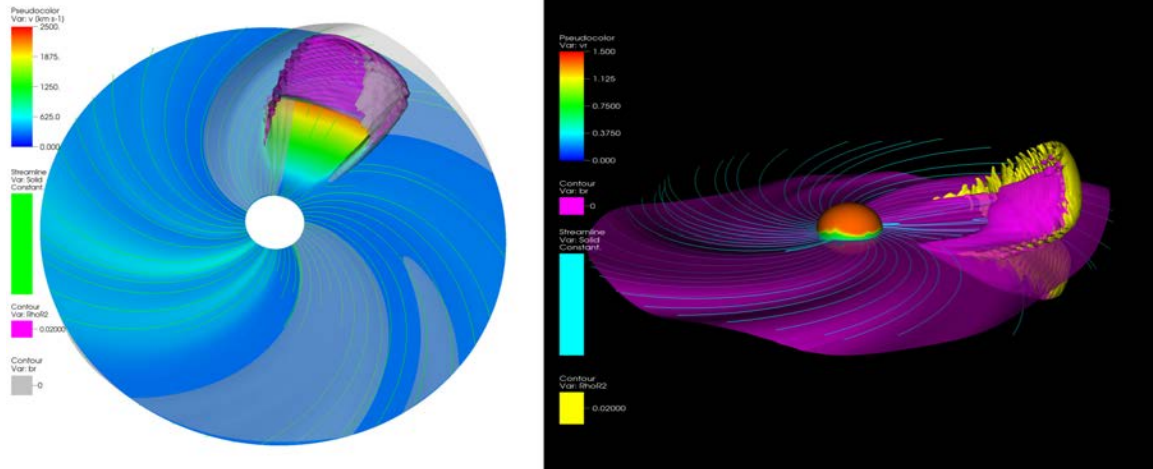 Pseudocolor
Var: v (km s-1)
2500.
1875.
1250.
625.0
0.000
Streamline
Var: Solid
Constant.
Contour
Var: RhoR2
0.02000
Contour
Var: br
0
Pseudocolor
Var: vr
1.500
1.125
0.7500
0.3750
0.000
Contour
Var: br
0
Streamline
Var: Solid
Constant.
Contour
Var: RhoR2
0.02000